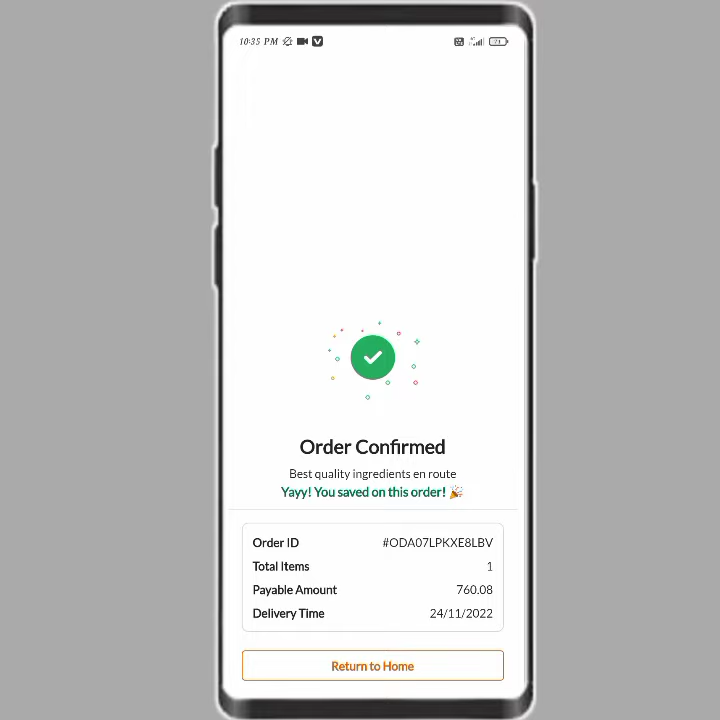 10:35 PM
Order Confirmed
Best quality ingredients en route
Yayy! You saved on this order! 🎉
Order ID #ODA07LPKXE8LBV
Total Items 1
Payable Amount 760.08
Delivery Time 24/11/2022
Return to Home